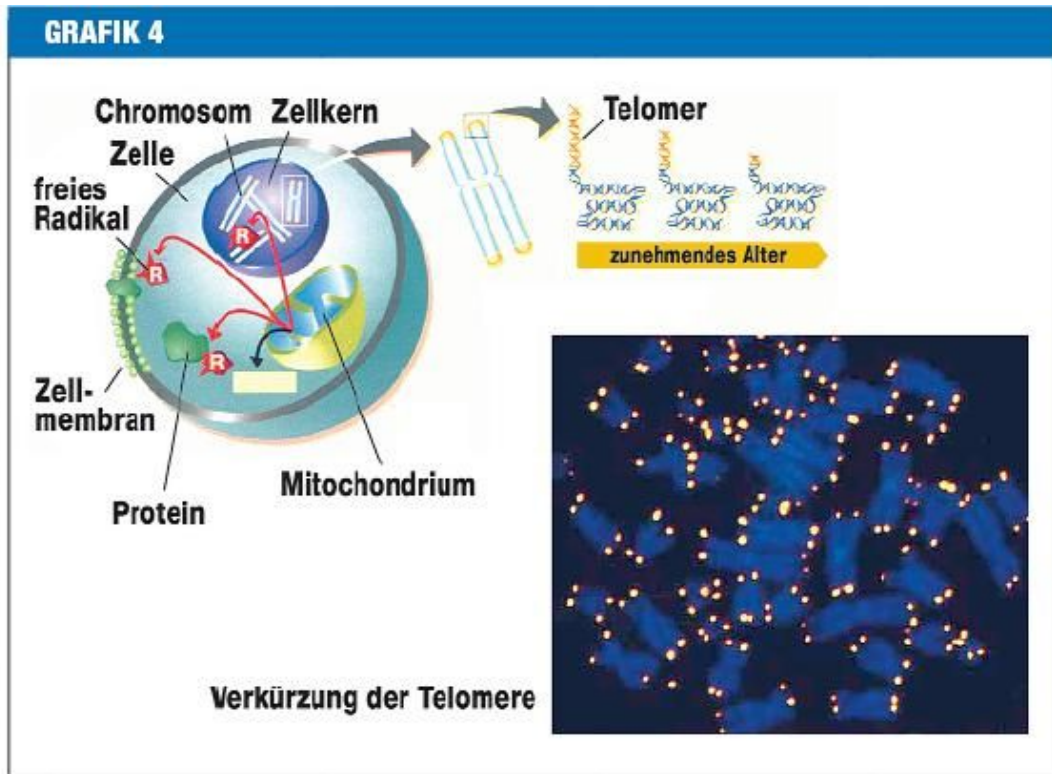 GRAFIK 4
Chromosom
Zellkern
Zelle
freies
Radikal
R
R
R
Zell-
membran
Protein
Mitochondrium
Telomer
zunehmendes Alter
Verkürzung der Telomere